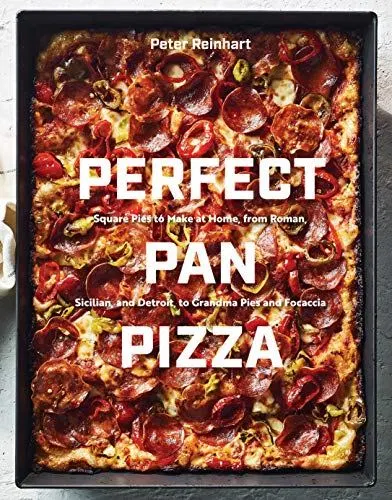 Peter Reinhart
PERFECT
Square Pies to Make at Home, from Roman,
PAN
Sicilian, and Detroit, to Grandma Pies and Focaccia
PIZZA